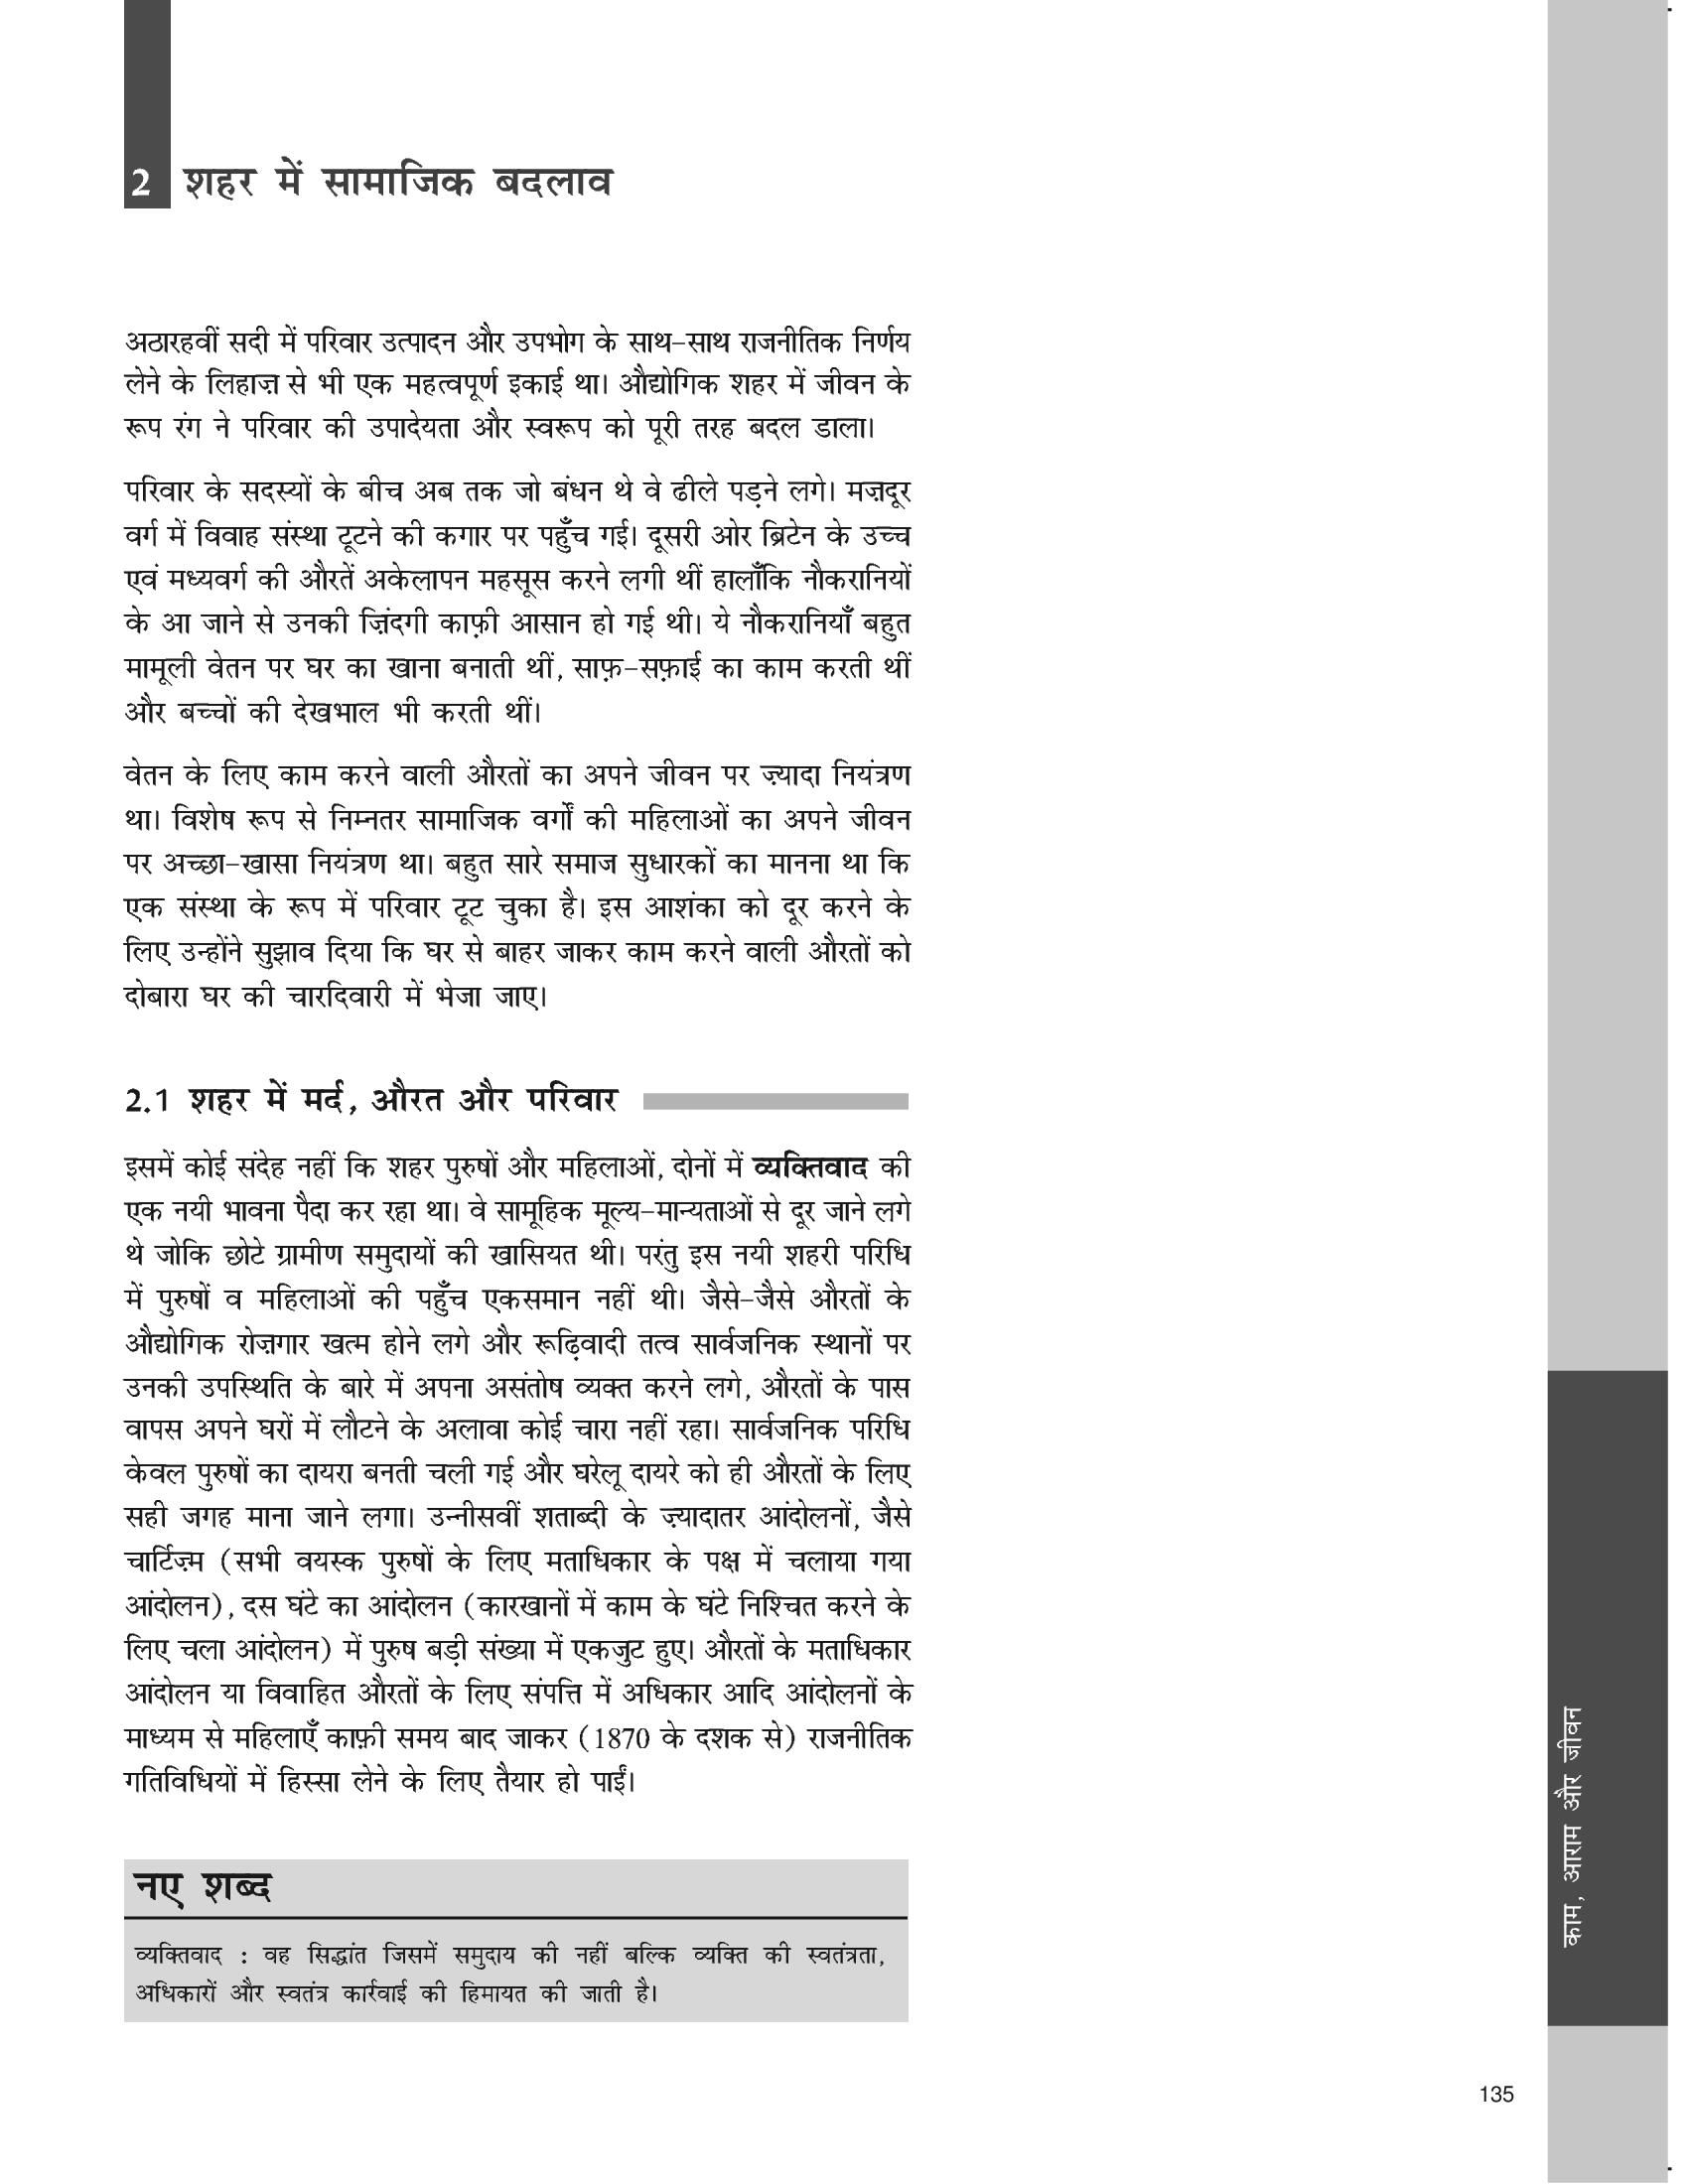 2 शहर में सामाजिक बदलाव
अठारहवीं सदी में परिवार उत्पादन और उपभोग के साथ-साथ राजनीतिक निर्णय
लेने के लिहाज़ से भी एक महत्वपूर्ण इकाई था। औद्योगिक शहर में जीवन के
रूप रंग ने परिवार की उपादेयता और स्वरूप को पूरी तरह बदल डाला।
परिवार के सदस्यों के बीच अब तक जो बंधन थे वे ढीले पड़ने लगे। मज़दूर
वर्ग में विवाह संस्था टूटने की कगार पर पहुँच गई। दूसरी ओर ब्रिटेन के उच्च
एवं मध्यवर्ग की औरतें अकेलापन महसूस करने लगी थीं हालाँकि नौकरानियों
के आ जाने से उनकी ज़िंदगी काफ़ी आसान हो गई थी। ये नौकरानियाँ बहुत
मामूली वेतन पर घर का खाना बनाती थीं, साफ़-सफ़ाई का काम करती थीं
और बच्चों की देखभाल भी करती थीं।
वेतन के लिए काम करने वाली औरतों का अपने जीवन पर ज़्यादा नियंत्रण
था। विशेष रूप से निम्नतर सामाजिक वर्गों की महिलाओं का अपने जीवन
पर अच्छा-खासा नियंत्रण था। बहुत सारे समाज सुधारकों का मानना था कि
एक संस्था के रूप में परिवार टूट चुका है। इस आशंका को दूर करने के
लिए उन्होंने सुझाव दिया कि घर से बाहर जाकर काम करने वाली औरतों को
दोबारा घर की चारदिवारी में भेजा जाए।
2.1 शहर में मर्द, औरत और परिवार
इसमें कोई संदेह नहीं कि शहर पुरुषों और महिलाओं, दोनों में व्यक्तिवाद की
एक नयी भावना पैदा कर रहा था। वे सामूहिक मूल्य-मान्यताओं से दूर जाने लगे
थे जोकि छोटे ग्रामीण समुदायों की खासियत थी। परंतु इस नयी शहरी परिधि
में पुरुषों व महिलाओं की पहुँच एकसमान नहीं थी। जैसे-जैसे औरतों के
औद्योगिक रोज़गार खत्म होने लगे और रूढ़िवादी तत्व सार्वजनिक स्थानों पर
उनकी उपस्थिति के बारे में अपना असंतोष व्यक्त करने लगे, औरतों के पास
वापस अपने घरों में लौटने के अलावा कोई चारा नहीं रहा। सार्वजनिक परिधि
केवल पुरुषों का दायरा बनती चली गई और घरेलू दायरे को ही औरतों के लिए
सही जगह माना जाने लगा। उन्नीसवीं शताब्दी के ज़्यादातर आंदोलनों, जैसे
चार्टिज़्म (सभी वयस्क पुरुषों के लिए मताधिकार के पक्ष में चलाया गया
आंदोलन), दस घंटे का आंदोलन (कारखानों में काम के घंटे निश्चित करने के
लिए चला आंदोलन) में पुरुष बड़ी संख्या में एकजुट हुए। औरतों के मताधिकार
आंदोलन या विवाहित औरतों के लिए संपत्ति में अधिकार आदि आंदोलनों के
माध्यम से महिलाएँ काफ़ी समय बाद जाकर (1870 के दशक से) राजनीतिक
गतिविधियों में हिस्सा लेने के लिए तैयार हो पाईं।
नए शब्द
व्यक्तिवाद : वह सिद्धांत जिसमें समुदाय की नहीं बल्कि व्यक्ति की स्वतंत्रता,
अधिकारों और स्वतंत्र कार्रवाई की हिमायत की जाती है।
काम, आराम और जीवन
135